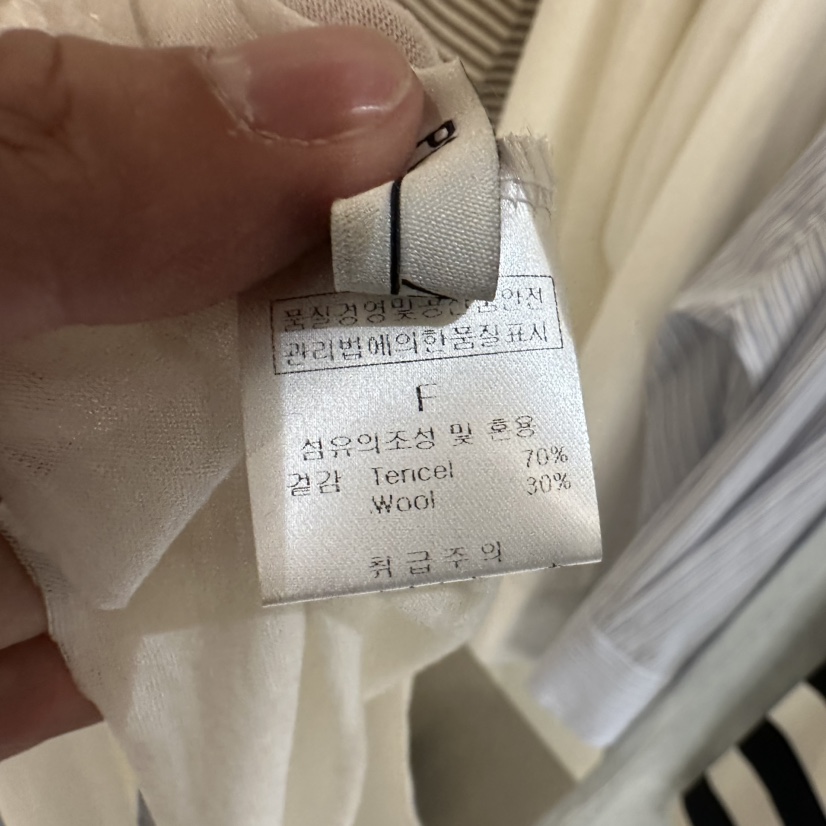 품질경영및공산품안전
관리법에의한품질표시
F
섬유의조성 및 혼용
겉감 Tencel 70%
Wool 30%
취급주의